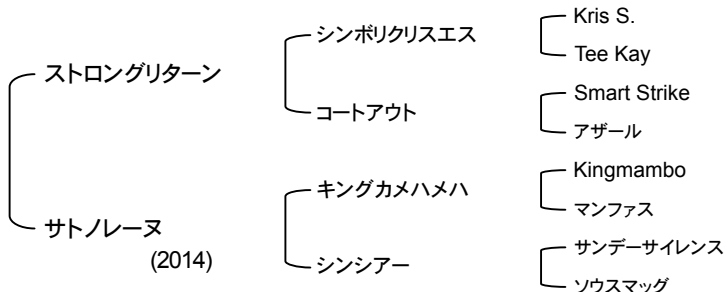 ストロングリターン
サトノレーヌ
(2014)
シンボリクリスエス
コートアウト
キングカメハメハ
シンシアー
Kris S.
Tee Kay
Smart Strike
アザール
Kingmambo
マンファス
サンデーサイレンス
ソウスマッグ